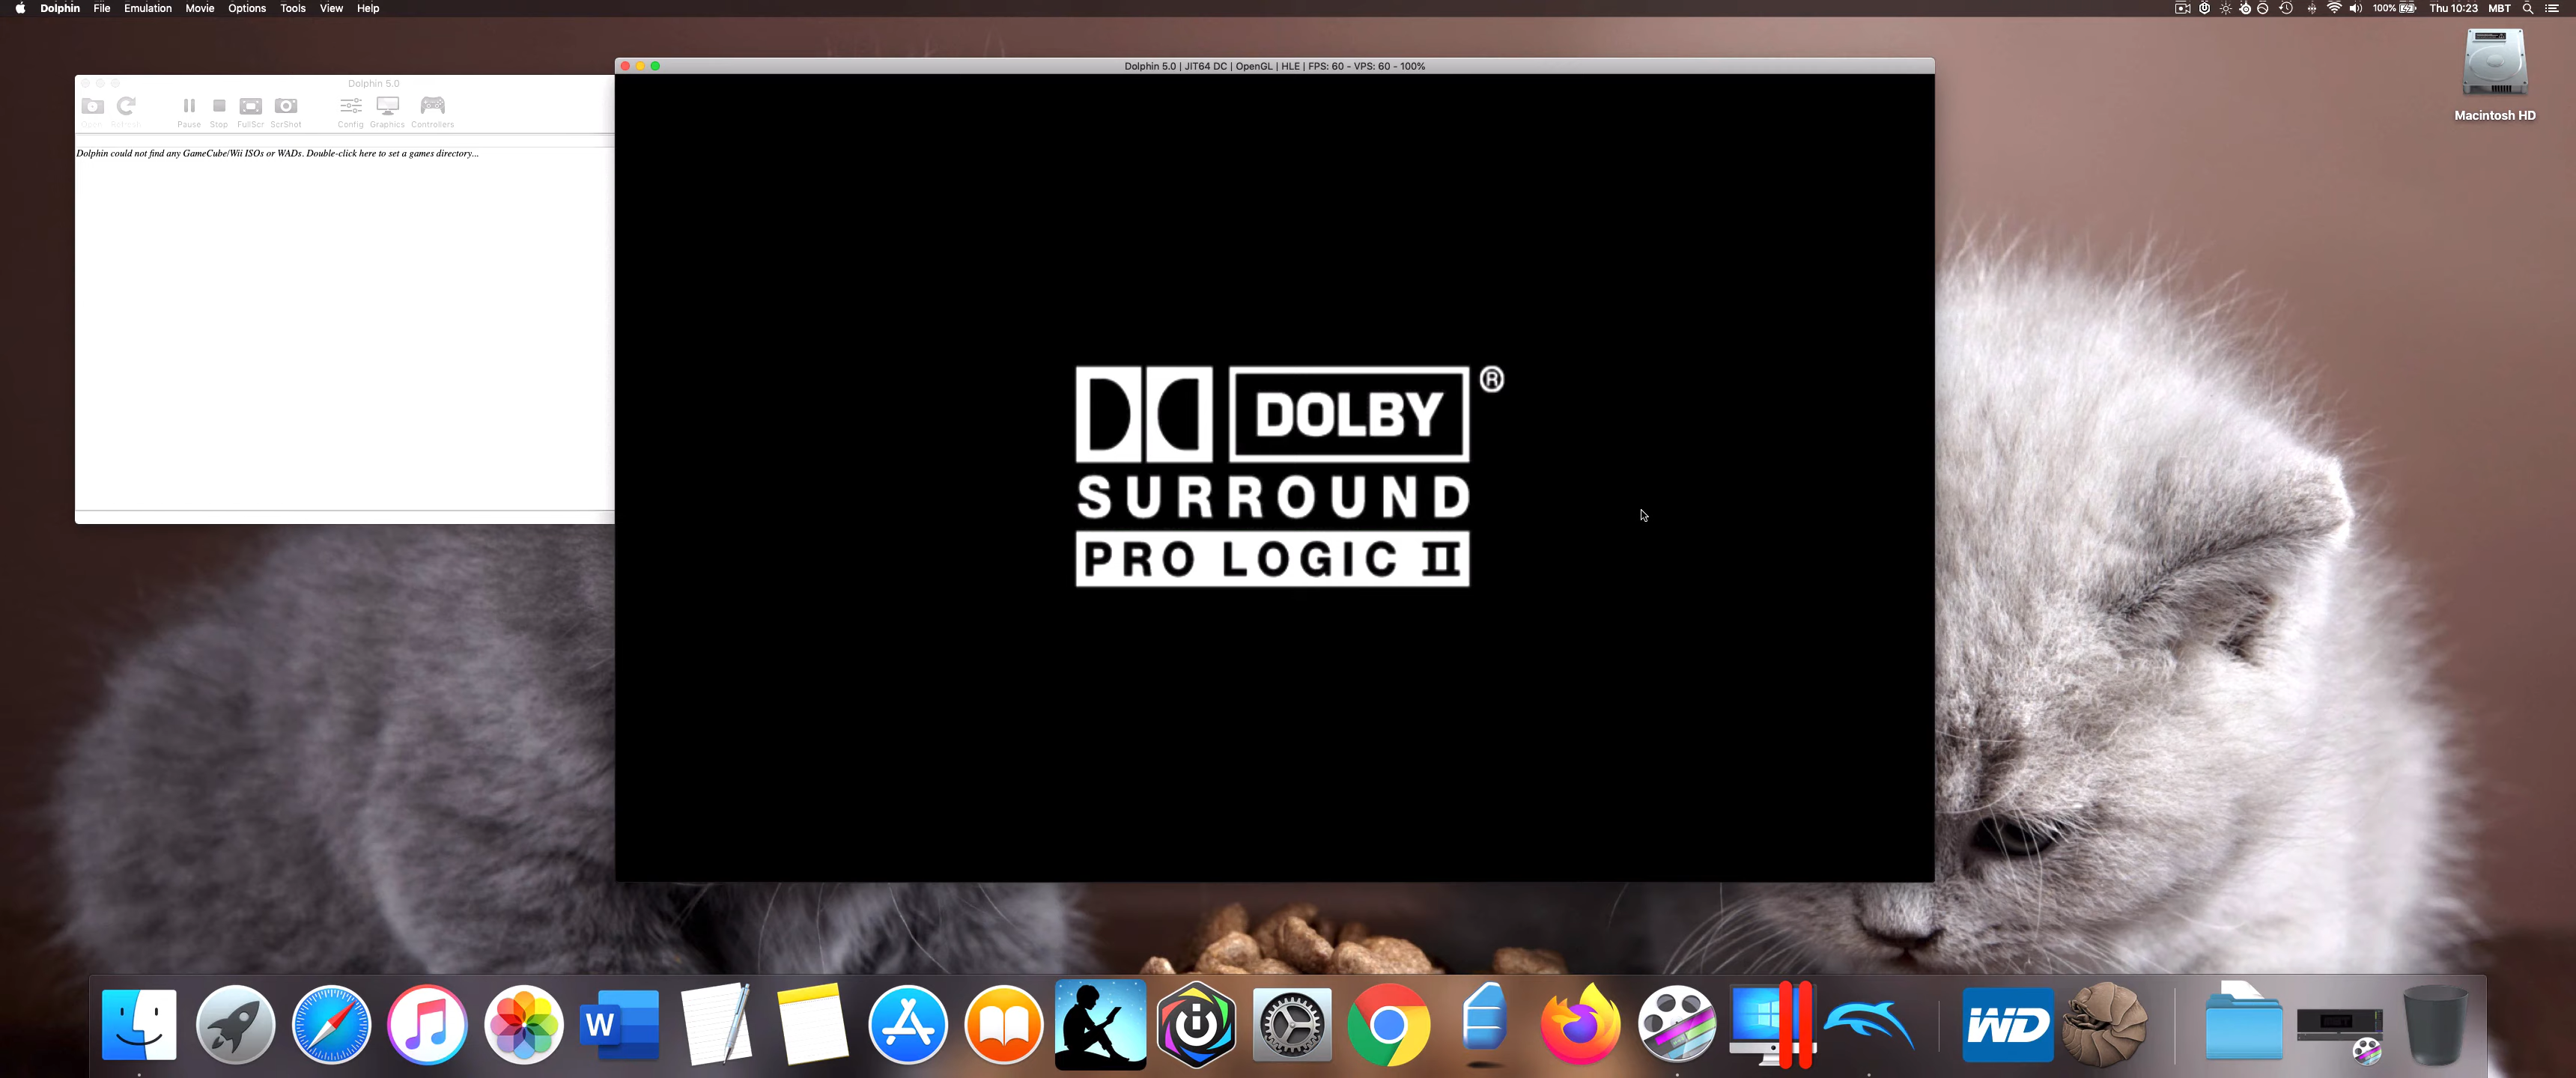 Dolphin File Emulation Movie Options Tools View Help
100% Thu 10:23 MBT
Macintosh HD
Dolphin 5.0
Pause Stop FullScr ScrShot Config Graphics Controllers
Dolphin could not find any GameCube/Wii ISOs or WADs. Double-click here to set a games directory...
Dolphin 5.0 | JIT64 DC | OpenGL | HLE | FPS: 60 - VPS: 60 - 100%
DOLBY ®
SURROUND
PRO LOGIC II
W
WD